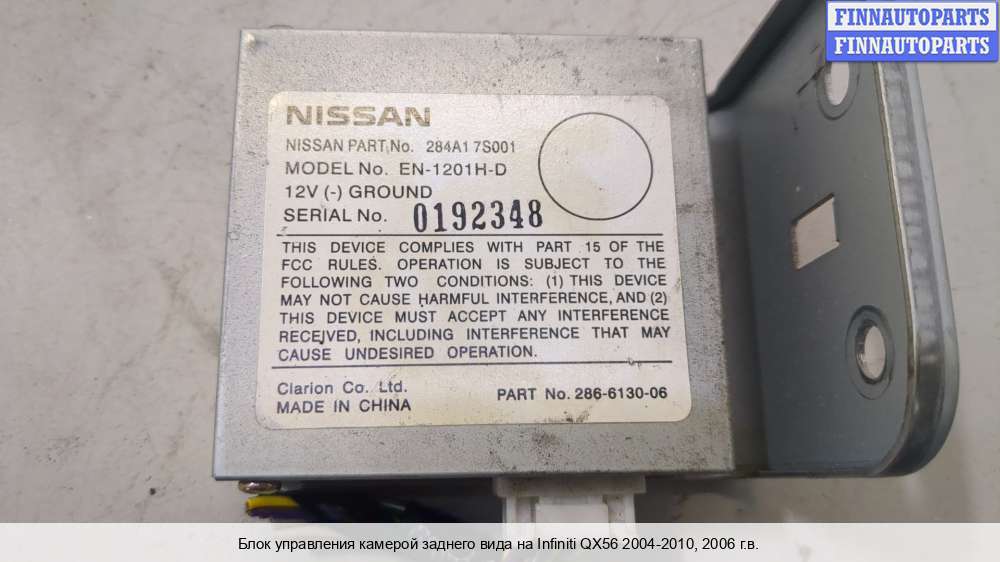 FINNAUTOPARTS
FINNAUTOPARTS
NISSAN
NISSAN PART No. 284A1 7S001
MODEL No. EN-1201H-D
12V (-) GROUND
SERIAL No. 0192348
THIS DEVICE COMPLIES WITH PART 15 OF THE
FCC RULES. OPERATION IS SUBJECT TO THE
FOLLOWING TWO CONDITIONS: (1) THIS DEVICE
MAY NOT CAUSE HARMFUL INTERFERENCE, AND (2)
THIS DEVICE MUST ACCEPT ANY INTERFERENCE
RECEIVED, INCLUDING INTERFERENCE THAT MAY
CAUSE UNDESIRED OPERATION.
Clarion Co. Ltd.
MADE IN CHINA
PART No. 286-6130-06
Блок управления камерой заднего вида на Infiniti QX56 2004-2010, 2006 г.в.